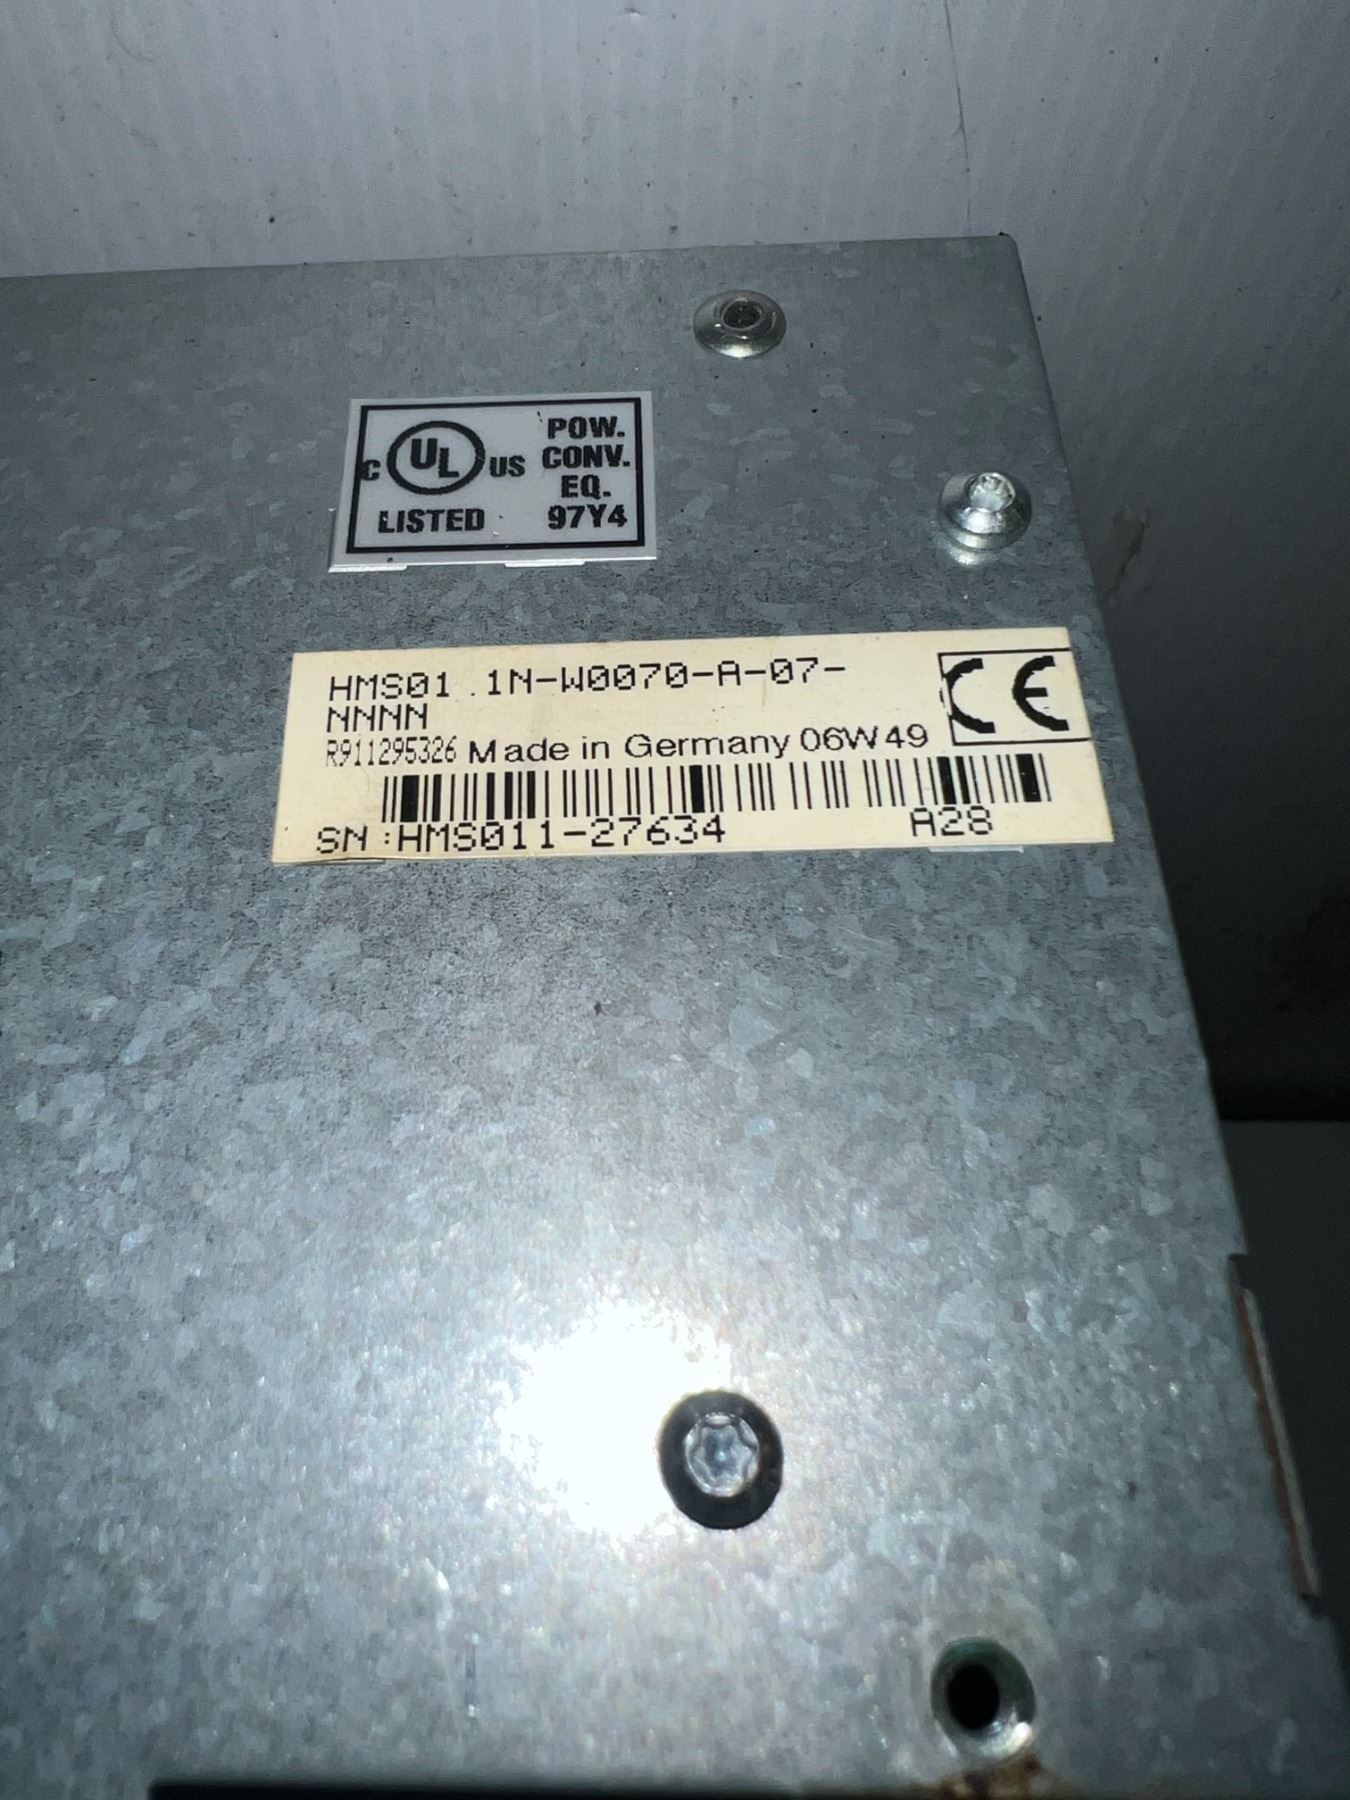 C UL US POW.
CONV.
EQ.
LISTED 97Y4
HMS01.1N-W0070-A-07-
NNNN
CE
R911295326 Made in Germany 06W49
SN:HMS011-27634 A28